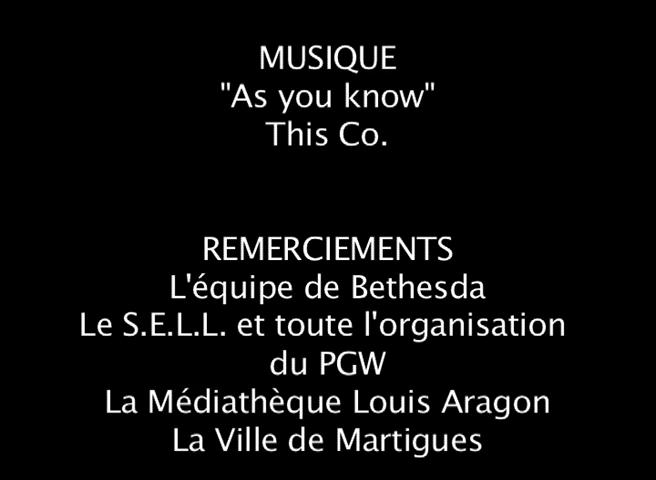 MUSIQUE
"As you know"
This Co.
REMERCIEMENTS
L'équipe de Bethesda
Le S.E.L.L. et toute l'organisation
du PGW
La Médiathèque Louis Aragon
La Ville de Martigues